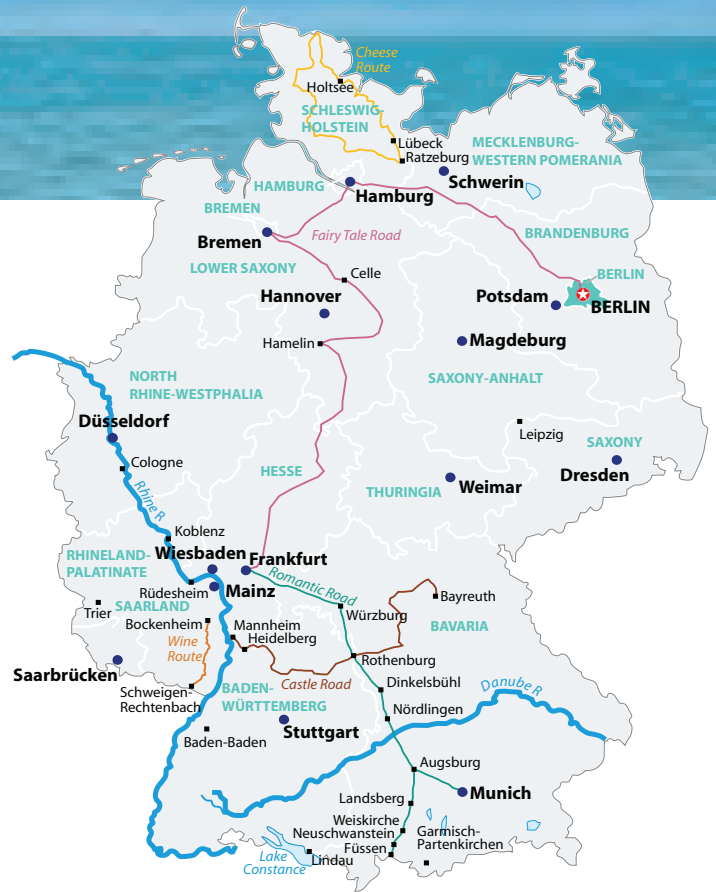 Cheese
Route
Holtsee
SCHLESWIG-
HOLSTEIN
Lübeck
Ratzeburg
MECKLENBURG-
WESTERN POMERANIA
Schwerin
HAMBURG
Hamburg
BREMEN
Bremen
Fairy Tale Road
BRANDENBURG
LOWER SAXONY
Celle
BERLIN
Hannover
Potsdam
BERLIN
Hamelin
Magdeburg
NORTH
RHINE-WESTPHALIA
SAXONY-ANHALT
Düsseldorf
Leipzig
Cologne
SAXONY
HESSE
Dresden
Rhine R
THURINGIA
Weimar
Koblenz
RHINELAND-
PALATINATE
Wiesbaden
Frankfurt
Romantic Road
Rüdesheim
Mainz
Trier
SAARLAND
Bayreuth
Würzburg
Bockenheim
Mannheim
BAVARIA
Wine
Route
Heidelberg
Rothenburg
Saarbrücken
Castle Road
Dinkelsbühl
Danube R
Schweigen-
Rechtenbach
BADEN-
WÜRTTEMBERG
Nördlingen
Stuttgart
Baden-Baden
Augsburg
Landsberg
Munich
Weiskirche
Neuschwanstein
Garmisch-
Partenkirchen
Füssen
Lake
Constance
Lindau